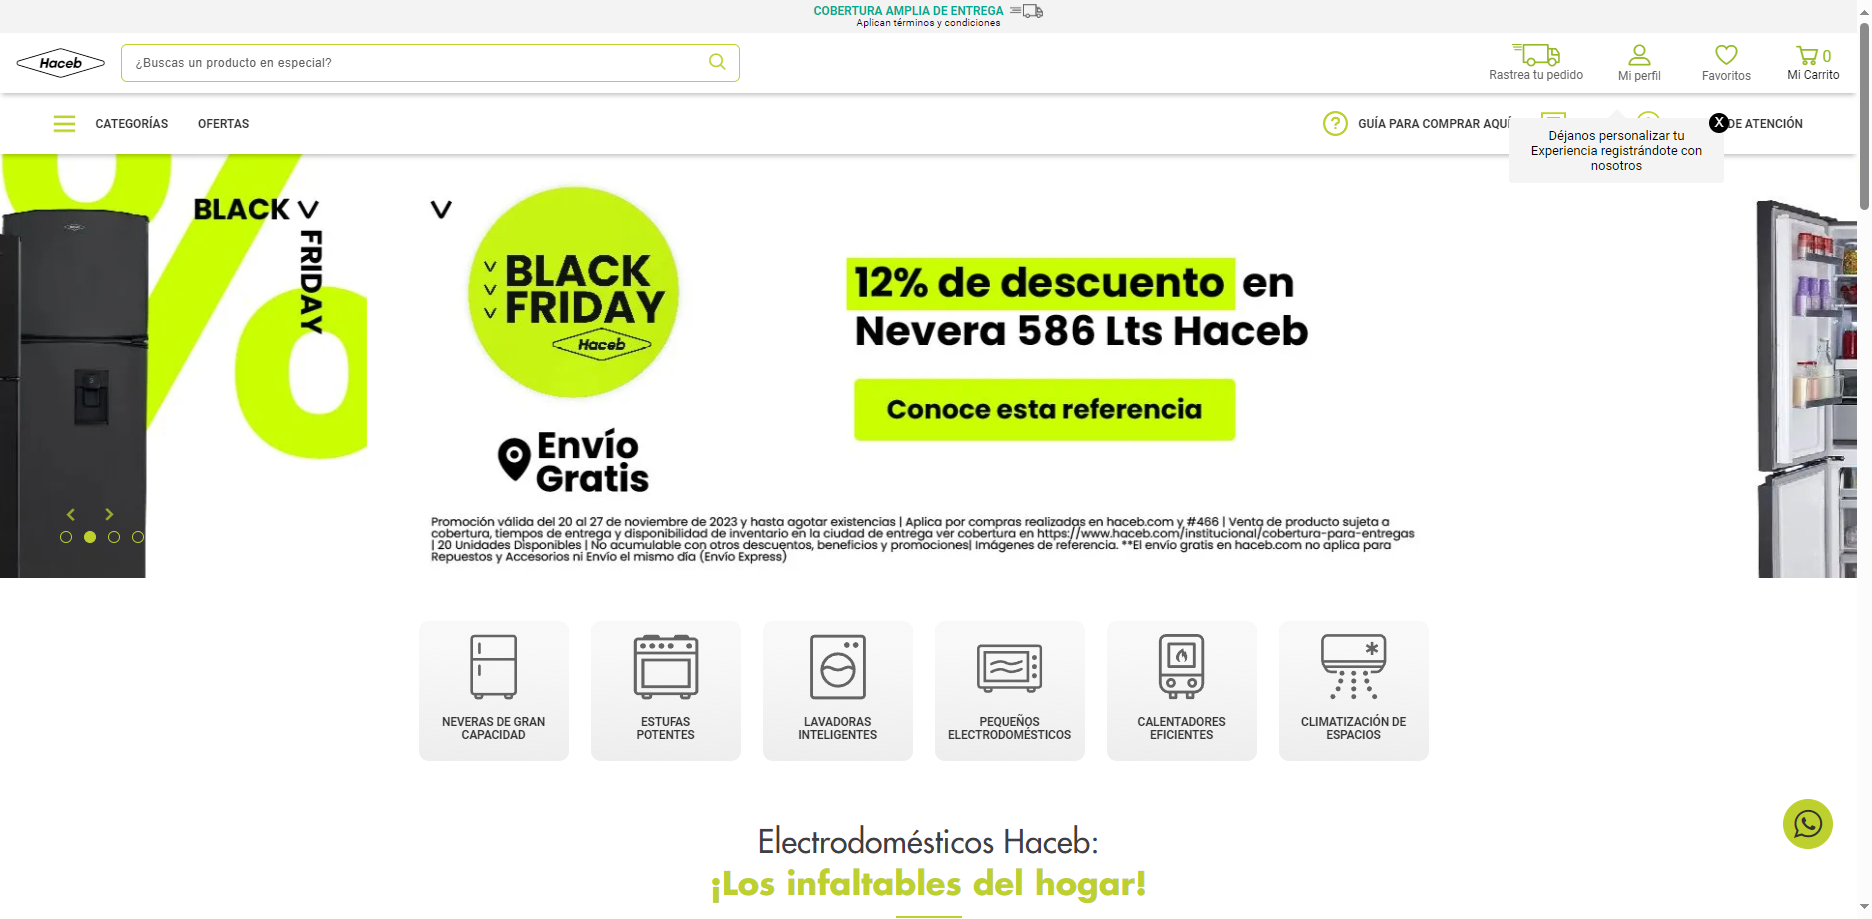 COBERTURA AMPLIA DE ENTREGA
Aplican términos y condiciones
Haceb
¿Buscas un producto en especial?
Rastrea tu pedido
Mi perfil
Favoritos
0
Mi Carrito
CATEGORÍAS
OFERTAS
GUÍA PARA COMPRAR AQUÍ
DE ATENCIÓN
X
Déjanos personalizar tu
Experiencia registrándote con
nosotros
%
BLACK
FRIDAY
BLACK
FRIDAY
Haceb
Envío
Gratis
12% de descuento en
Nevera 586 Lts Haceb
Conoce esta referencia
Promoción válida del 20 al 27 de noviembre de 2023 y hasta agotar existencias | Aplica por compras realizadas en haceb.com y #466 | Venta de producto sujeta a
cobertura, tiempos de entrega y disponibilidad de inventario en la ciudad de entrega ver cobertura en https://www.haceb.com/institucional/cobertura-para-entregas
| 20 Unidades Disponibles | No acumulable con otros descuentos, beneficios y promociones| Imágenes de referencia. **El envío gratis en haceb.com no aplica para
Repuestos y Accesorios ni Envío el mismo día (Envío Express)
NEVERAS DE GRAN
CAPACIDAD
ESTUFAS
POTENTES
LAVADORAS
INTELIGENTES
PEQUEÑOS
ELECTRODOMÉSTICOS
CALENTADORES
EFICIENTES
CLIMATIZACIÓN DE
ESPACIOS
Electrodomésticos Haceb:
¡Los infaltables del hogar!